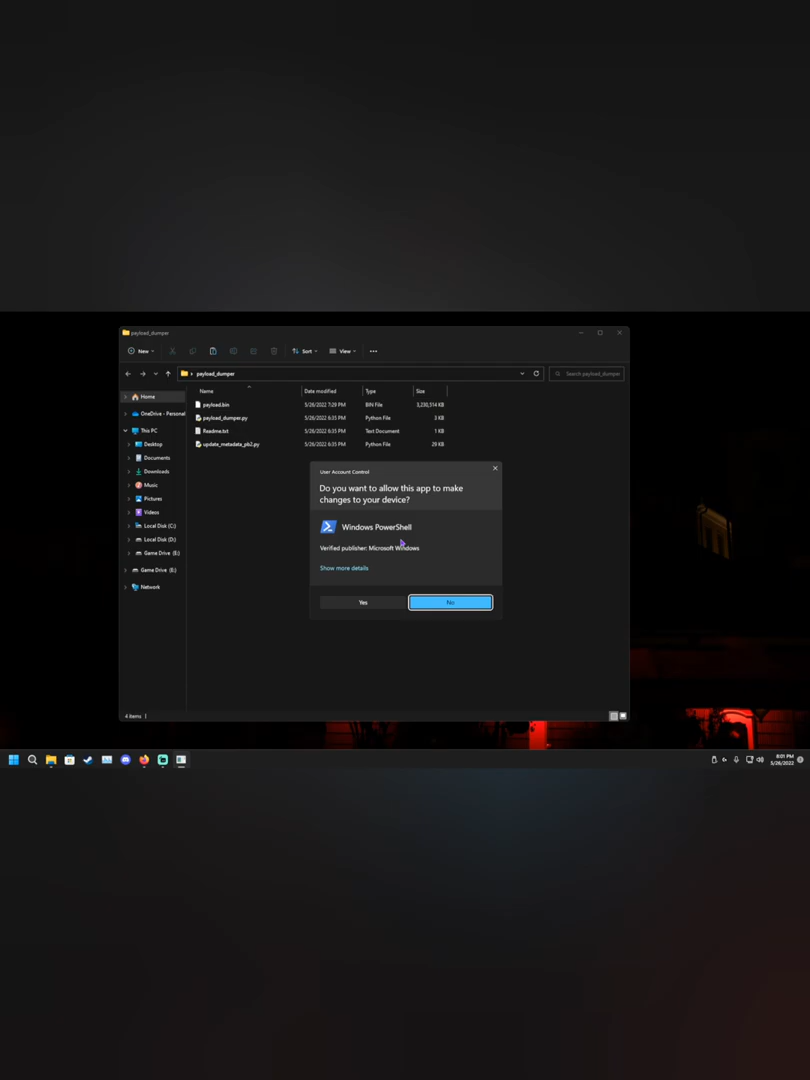 payload_dumper
New
Sort
View
payload_dumper
Search payload_dumper
Name Date modified Type Size
payload.bin 5/26/2022 7:29 PM BIN File 3,230,514 KB
payload_dumper.py 5/26/2022 6:35 PM Python File 3 KB
Readme.txt 5/26/2022 6:35 PM Text Document 1 KB
update_metadata_pb2.py 5/26/2022 6:35 PM Python File 29 KB
Home
OneDrive - Personal
This PC
Desktop
Documents
Downloads
Music
Pictures
Videos
Local Disk (C:)
Local Disk (D:)
Game Drive (E:)
Game Drive (E:)
Network
User Account Control
Do you want to allow this app to make
changes to your device?
Windows PowerShell
Verified publisher: Microsoft Windows
Show more details
Yes
No
4 items
8:01 PM
5/26/2022